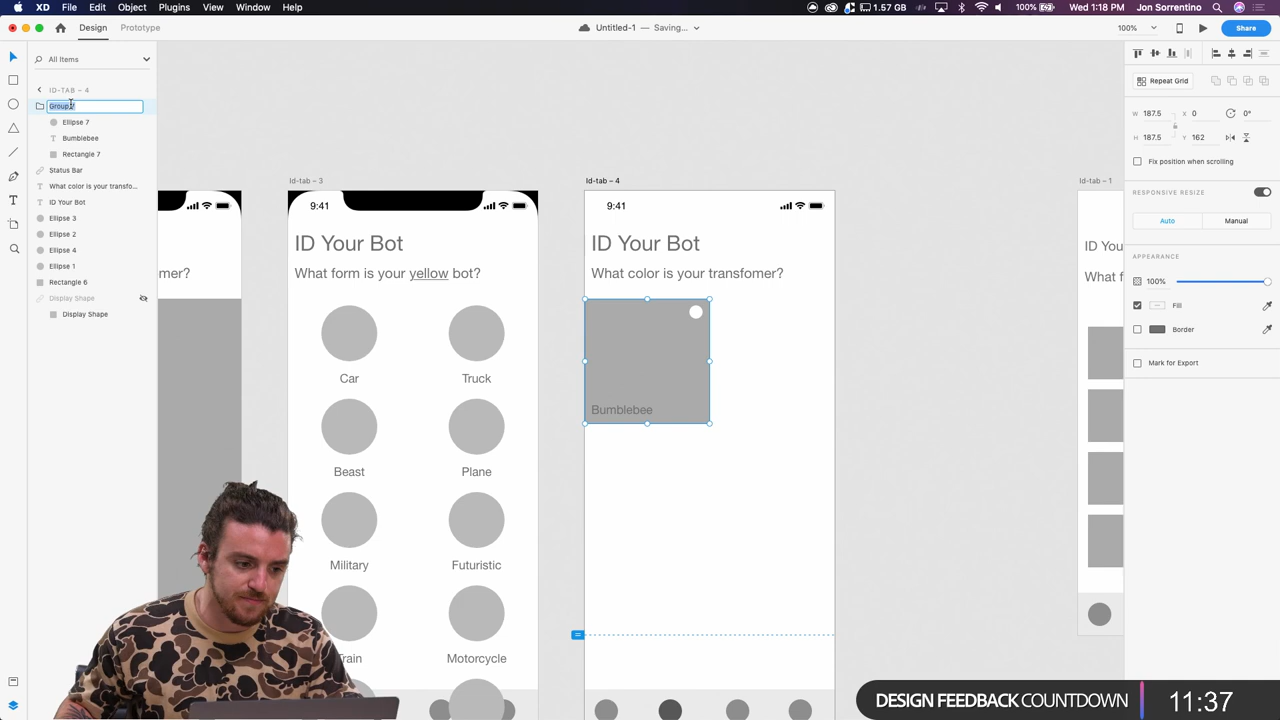 XD File Edit Object Plugins View Window Help
1.57 GB 100% Wed 1:18 PM Jon Sorrentino
Design Prototype
Untitled-1 — Saving...
100%
Share
All Items
ID-TAB – 4
Ellipse 7
Bumblebee
Rectangle 7
Status Bar
What color is your transfo...
ID Your Bot
Ellipse 3
Ellipse 2
Ellipse 4
Ellipse 1
Rectangle 6
Display Shape
Display Shape
mer?
Id-tab – 3
9:41
ID Your Bot
What form is your yellow bot?
Car Truck
Beast Plane
Military Futuristic
Train Motorcycle
Id-tab – 4
9:41
ID Your Bot
What color is your transfomer?
Bumblebee
Id-tab – 1
ID You
What f
Repeat Grid
W 187.5 X 0 0°
H 187.5 Y 162
Fix position when scrolling
RESPONSIVE RESIZE
Auto Manual
APPEARANCE
100%
Fill
Border
Mark for Export
DESIGN FEEDBACK COUNTDOWN 11:37